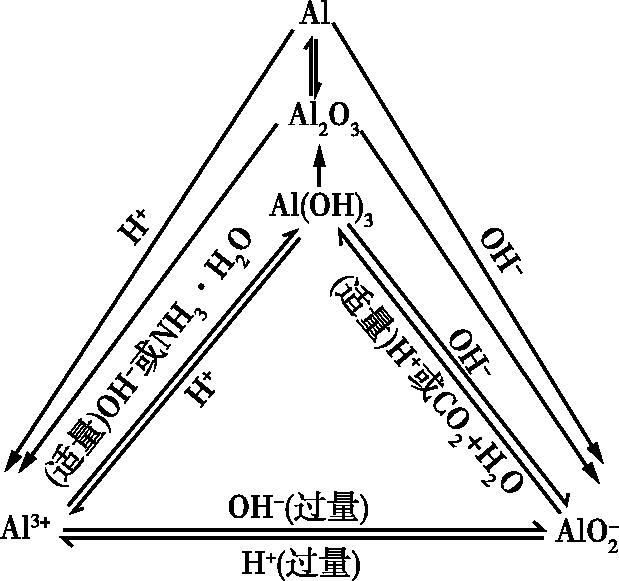 Al
Al₂O₃
Al(OH)₃
H⁺
OH⁻
(适量)OH⁻或NH₃·H₂O
H⁺
OH⁻
(适量)H⁺或CO₂+H₂O
Al³⁺
OH⁻(过量)
H⁺(过量)
AlO₂⁻